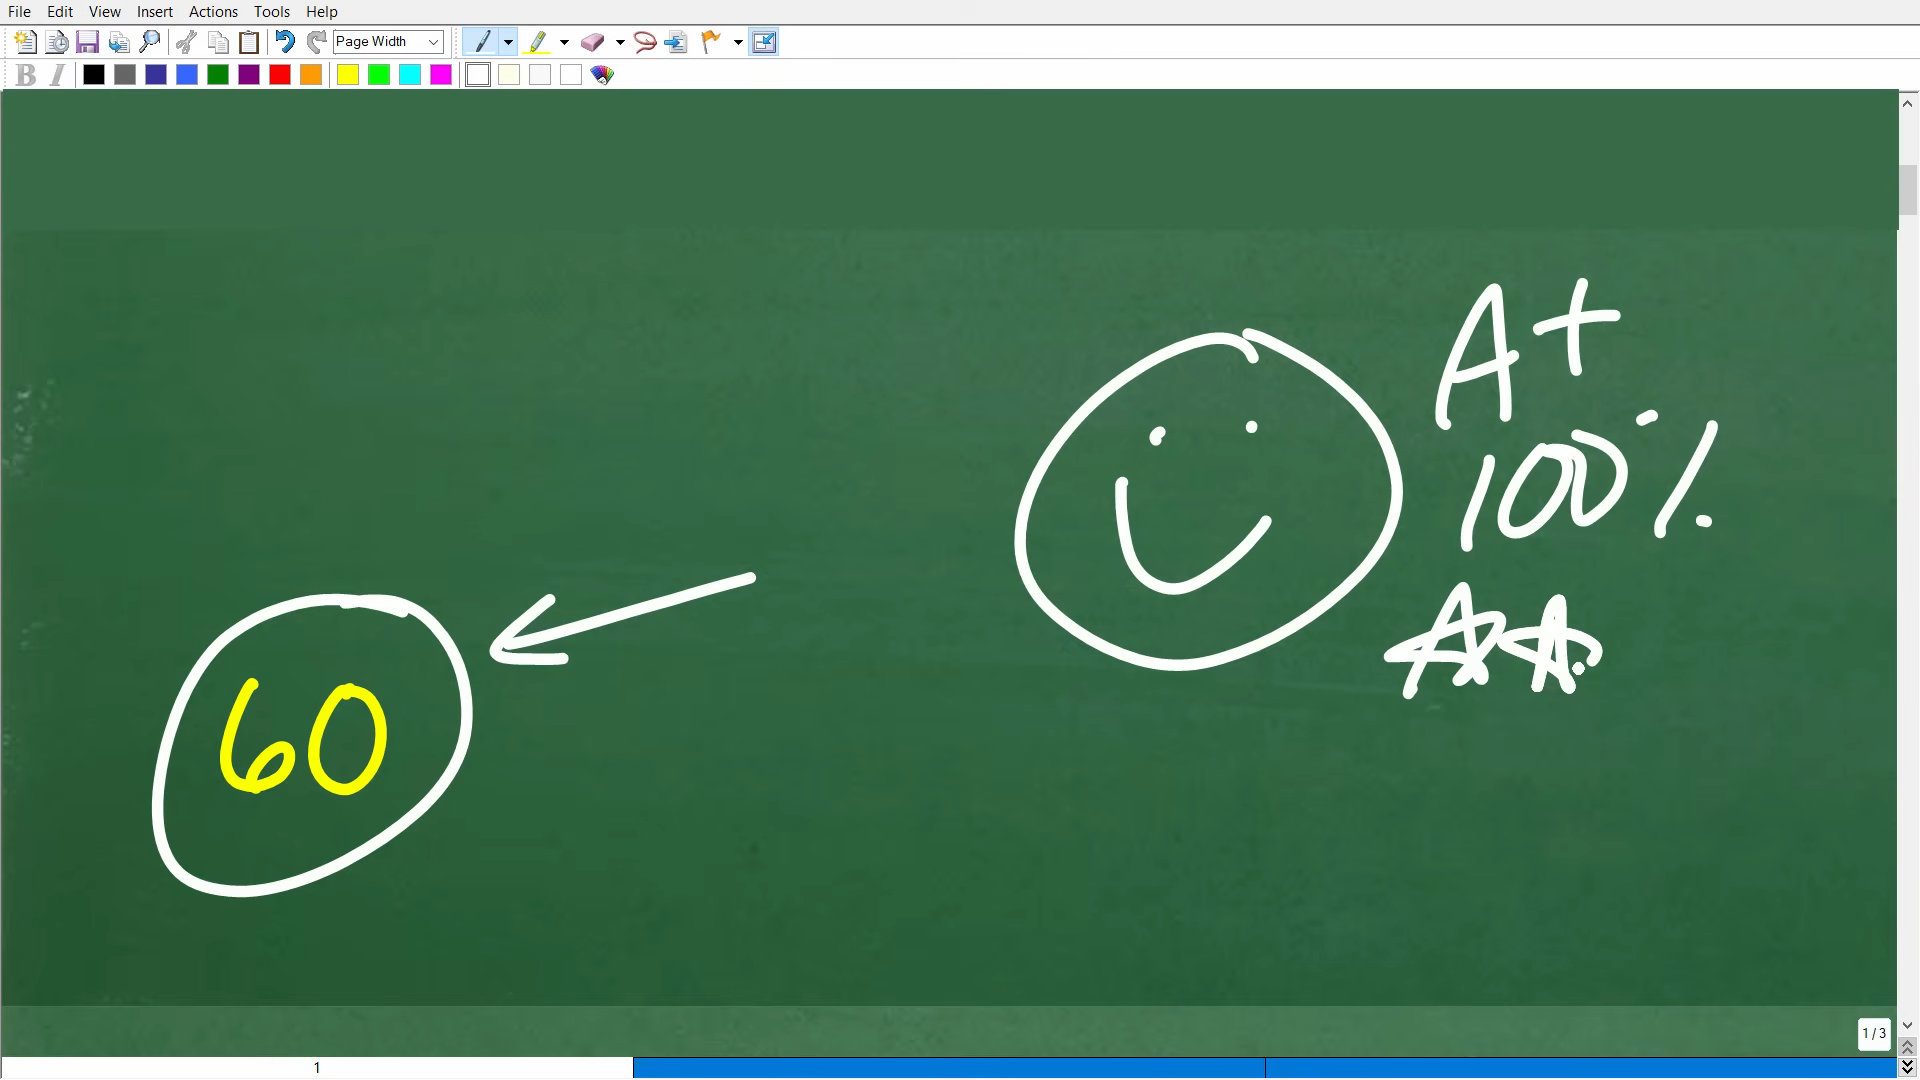 File Edit View Insert Actions Tools Help
Page Width
B I
A+
100%
60
1 / 3
1